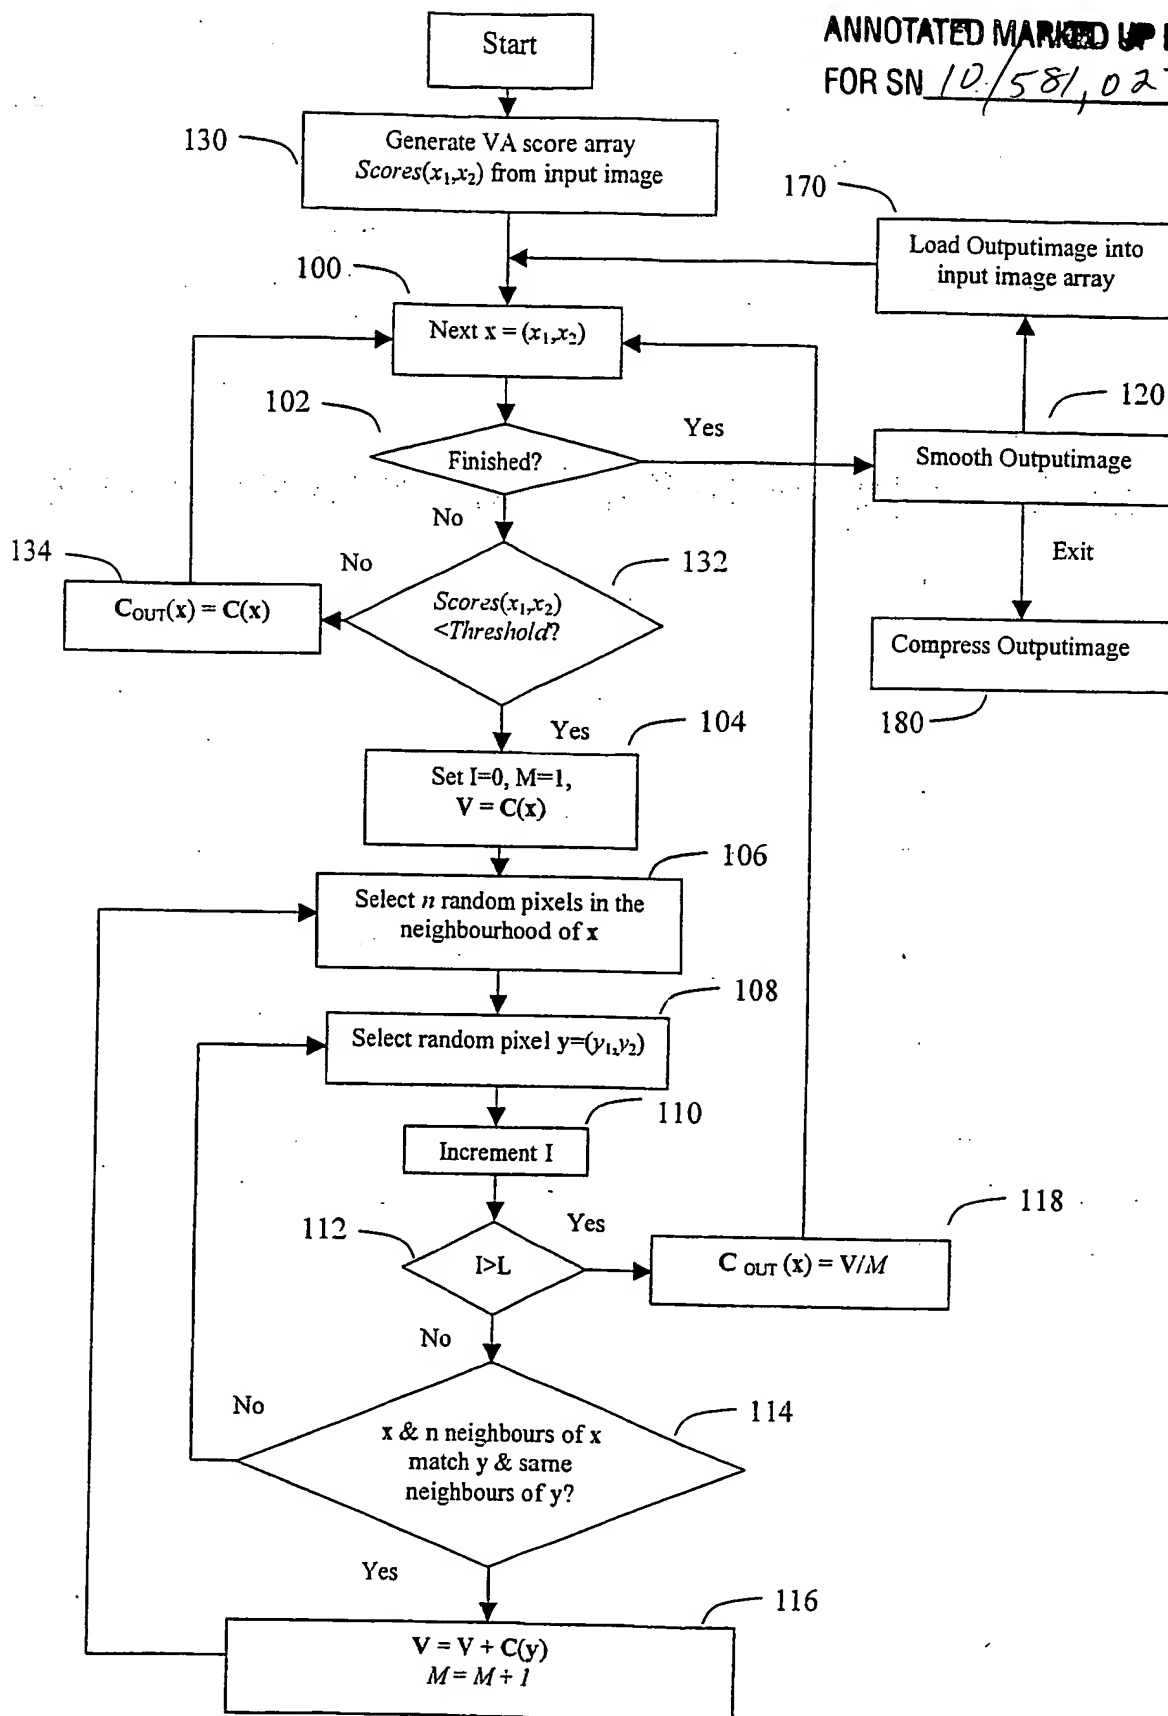 ANNOTATED MARKED UP
FOR SN 10/581,02
Start
130
Generate VA score array
Scores(x₁,x₂) from input image
170
Load Outputimage into
input image array
100
Next x = (x₁,x₂)
102
Finished?
Yes
120
Smooth Outputimage
No
Exit
134
No
132
C_OUT(x) = C(x)
Scores(x₁,x₂)
<Threshold?
Compress Outputimage
180
Yes
104
Set I=0, M=1,
V = C(x)
106
Select n random pixels in the
neighbourhood of x
108
Select random pixel y=(y₁,y₂)
110
Increment I
112
I>L
Yes
118
C OUT (x) = V/M
No
No
114
x & n neighbours of x
match y & same
neighbours of y?
Yes
116
V = V + C(y)
M = M + 1